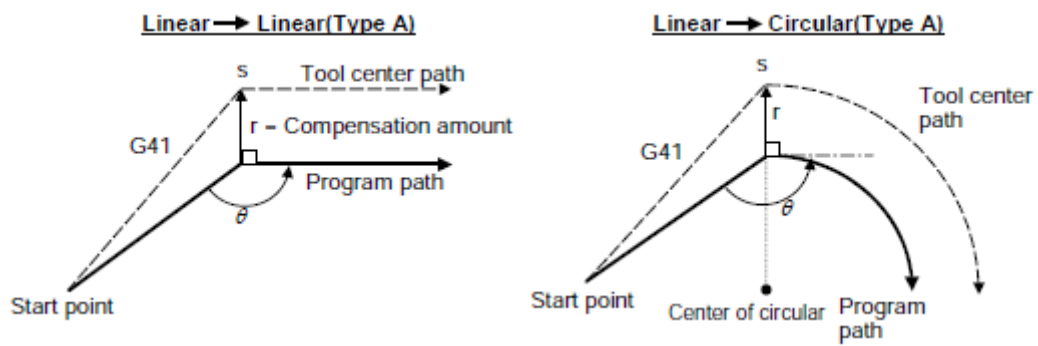 Linear → Linear(Type A)
s
Tool center path
r – Compensation amount
G41
Program path
θ
Start point
Linear → Circular(Type A)
s
Tool center
path
r
G41
θ
Start point
Center of circular
Program
path